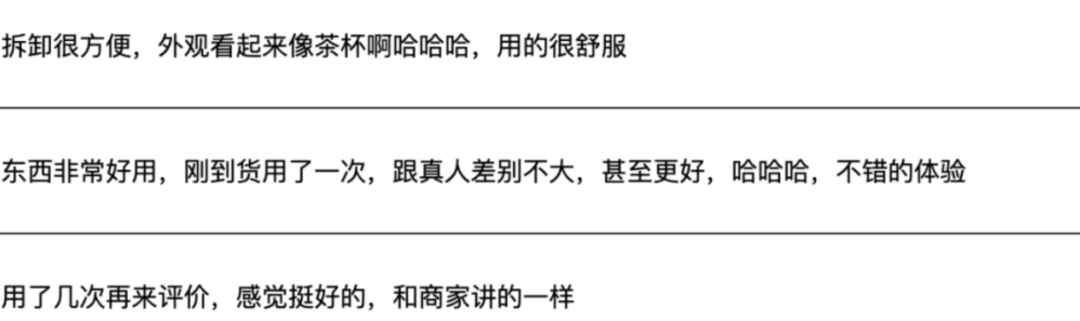 拆卸很方便，外观看起来像茶杯啊哈哈哈，用的很舒服
东西非常好用，刚到货用了一次，跟真人差别不大，甚至更好，哈哈哈，不错的体验
用了几次再来评价，感觉挺好的，和商家讲的一样